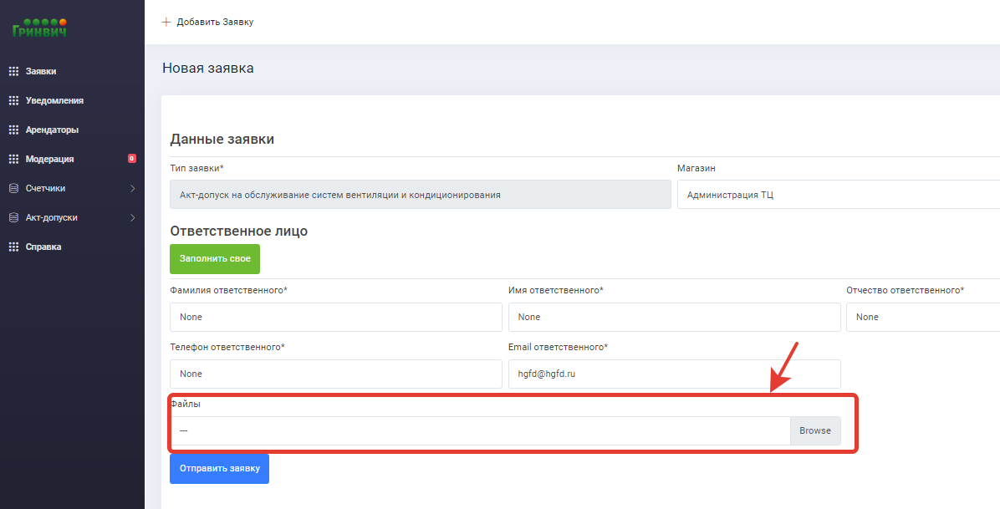 Гринвич
Добавить Заявку
Новая заявка
Заявки
Уведомления
Арендаторы
Модерация 0
Счетчики
Акт-допуски
Справка
Данные заявки
Тип заявки* Магазин
Акт-допуск на обслуживание систем вентиляции и кондиционирования Администрация ТЦ
Ответственное лицо
Заполнить свое
Фамилия ответственного* Имя ответственного* Отчество ответственного*
None None None
Телефон ответственного* Email ответственного*
None hgfd@hgfd.ru
Файлы
--- Browse
Отправить заявку